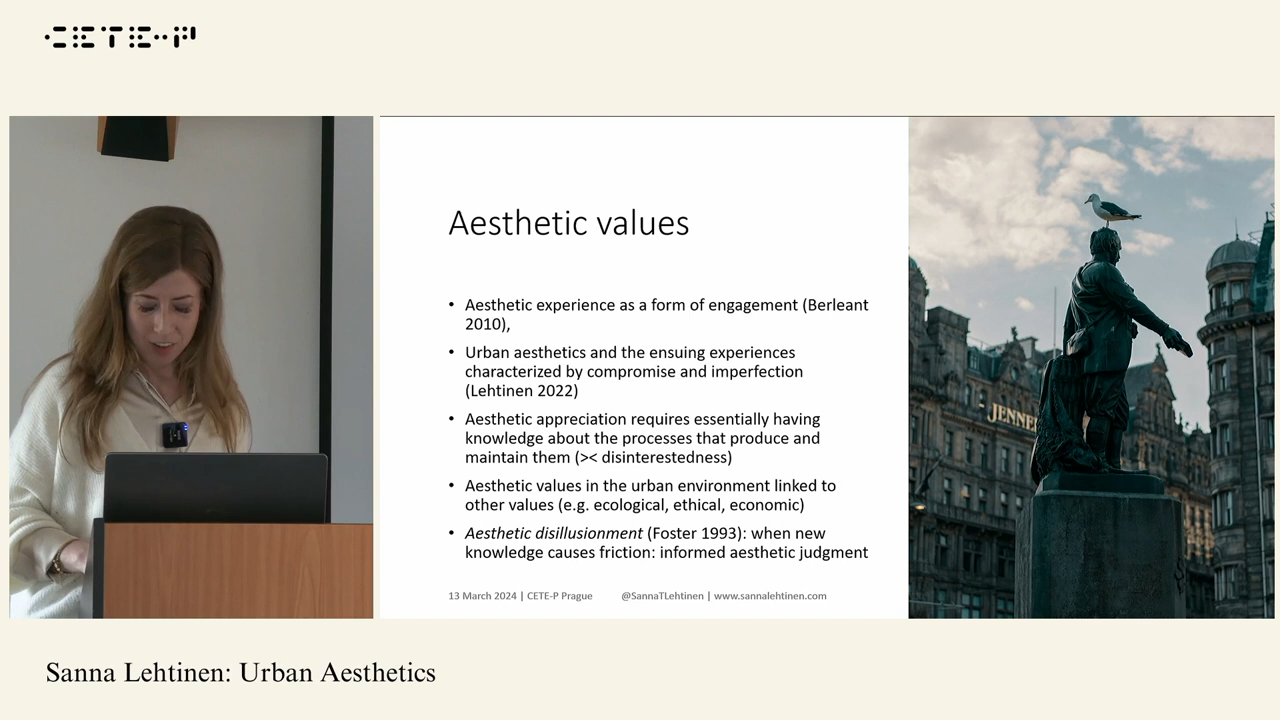 CETE-P
Aesthetic values
• Aesthetic experience as a form of engagement (Berleant
2010),
• Urban aesthetics and the ensuing experiences
characterized by compromise and imperfection
(Lehtinen 2022)
• Aesthetic appreciation requires essentially having
knowledge about the processes that produce and
maintain them (>< disinterestedness)
• Aesthetic values in the urban environment linked to
other values (e.g. ecological, ethical, economic)
• Aesthetic disillusionment (Foster 1993): when new
knowledge causes friction: informed aesthetic judgment
13 March 2024 | CETE-P Prague @SannaTLehtinen | www.sannalehtinen.com
JENNE
Sanna Lehtinen: Urban Aesthetics